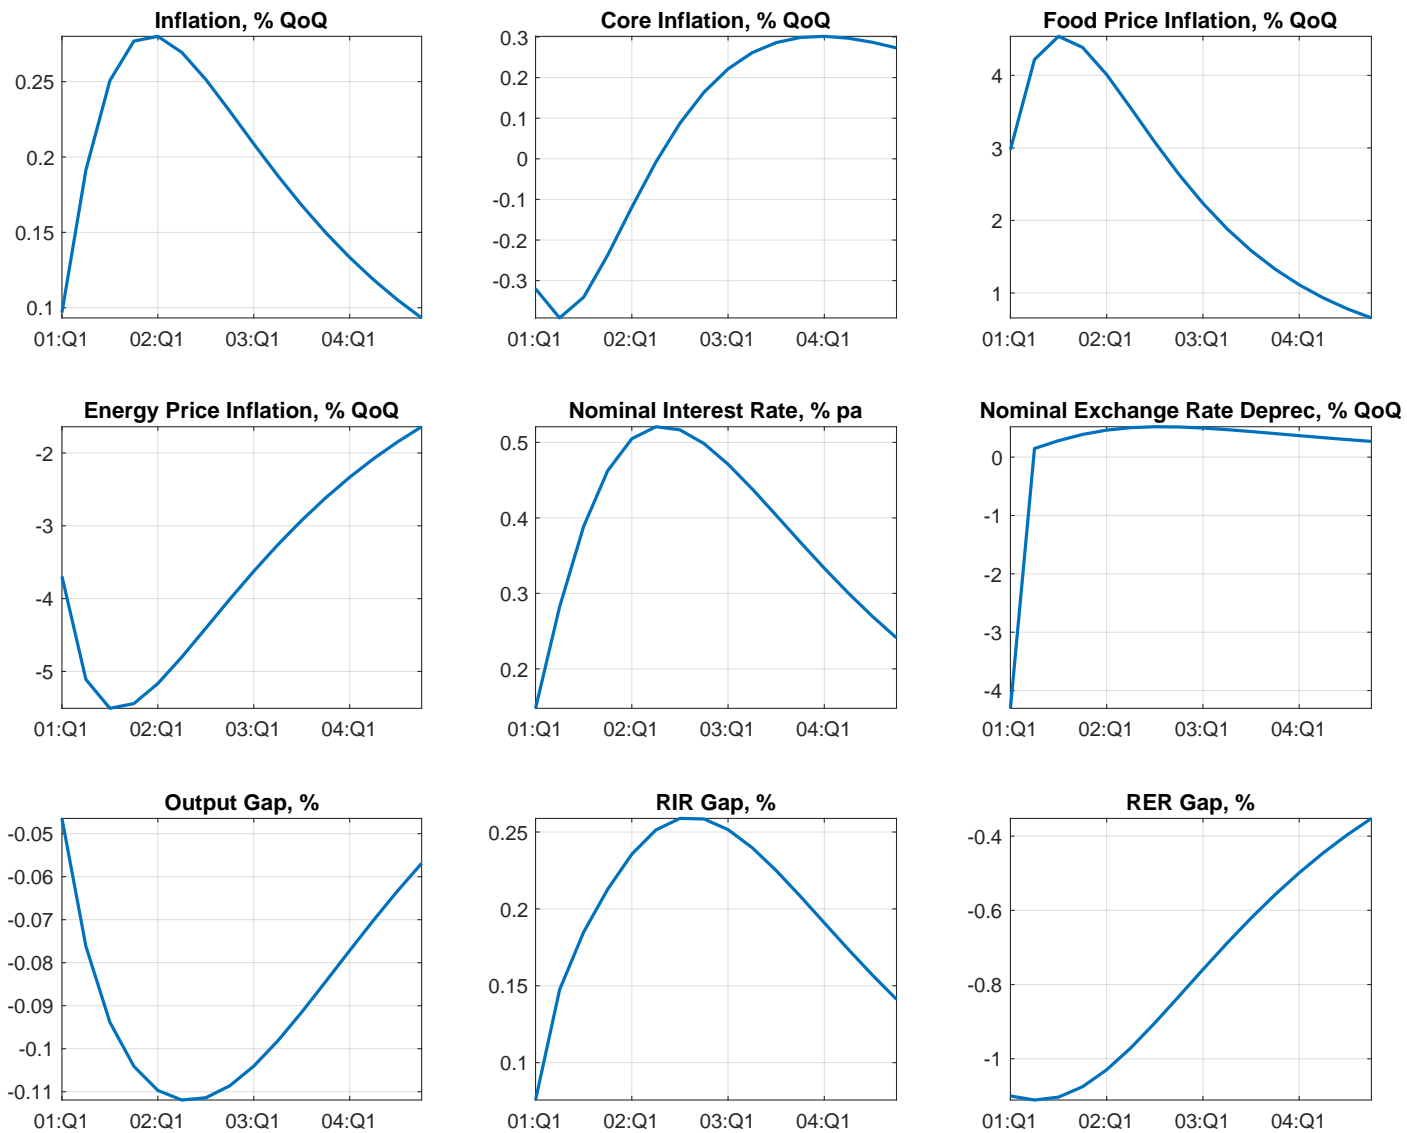 Inflation, % QoQ
0.25
0.2
0.15
0.1
01:Q1 02:Q1 03:Q1 04:Q1
Core Inflation, % QoQ
0.3
0.2
0.1
0
-0.1
-0.2
-0.3
01:Q1 02:Q1 03:Q1 04:Q1
Food Price Inflation, % QoQ
4
3
2
1
01:Q1 02:Q1 03:Q1 04:Q1
Energy Price Inflation, % QoQ
-2
-3
-4
-5
01:Q1 02:Q1 03:Q1 04:Q1
Nominal Interest Rate, % pa
0.5
0.4
0.3
0.2
01:Q1 02:Q1 03:Q1 04:Q1
Nominal Exchange Rate Deprec, % QoQ
0
-1
-2
-3
-4
01:Q1 02:Q1 03:Q1 04:Q1
Output Gap, %
-0.05
-0.06
-0.07
-0.08
-0.09
-0.1
-0.11
01:Q1 02:Q1 03:Q1 04:Q1
RIR Gap, %
0.25
0.2
0.15
0.1
01:Q1 02:Q1 03:Q1 04:Q1
RER Gap, %
-0.4
-0.6
-0.8
-1
01:Q1 02:Q1 03:Q1 04:Q1